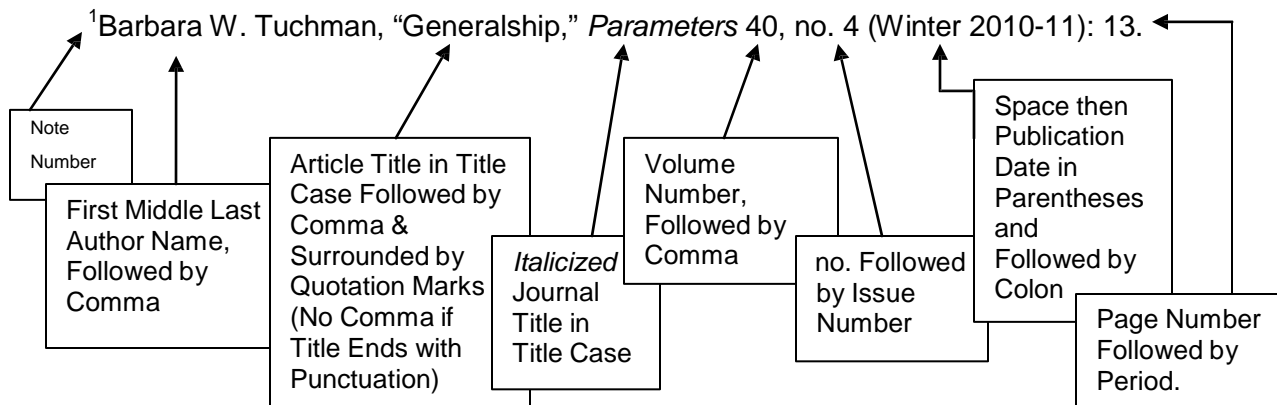 1Barbara W. Tuchman, “Generalship,” Parameters 40, no. 4 (Winter 2010-11): 13.
Note
Number
First Middle Last
Author Name,
Followed by
Comma
Article Title in Title
Case Followed by
Comma &
Surrounded by
Quotation Marks
(No Comma if
Title Ends with
Punctuation)
Italicized
Journal
Title in
Title Case
Volume
Number,
Followed by
Comma
no. Followed
by Issue
Number
Space then
Publication
Date in
Parentheses
and
Followed by
Colon
Page Number
Followed by
Period.